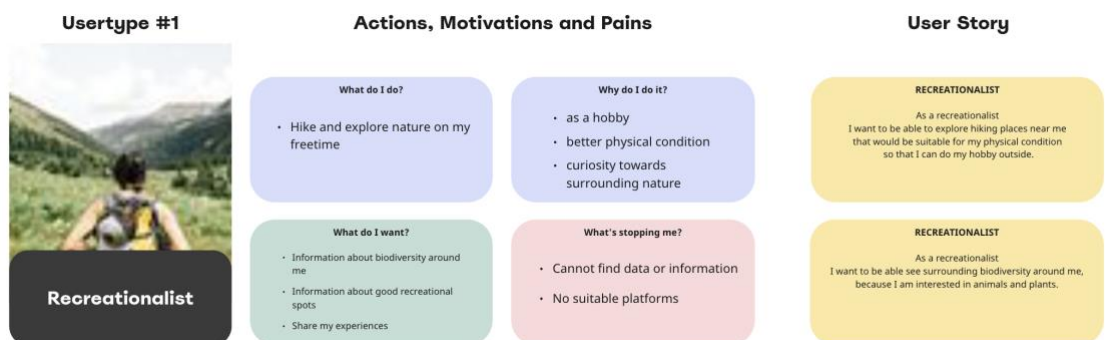 Usertype #1
Actions, Motivations and Pains
User Story
Recreationalist
What do I do?
• Hike and explore nature on my
freetime
Why do I do it?
• as a hobby
• better physical condition
• curiosity towards
surrounding nature
What do I want?
• Information about biodiversity around
me
• Information about good recreational
spots
• Share my experiences
What's stopping me?
• Cannot find data or information
• No suitable platforms
RECREATIONALIST
As a recreationalist
I want to be able to explore hiking places near me
that would be suitable for my physical condition
so that I can do my hobby outside.
RECREATIONALIST
As a recreationalist
I want to be able see surrounding biodiversity around me,
because I am interested in animals and plants.